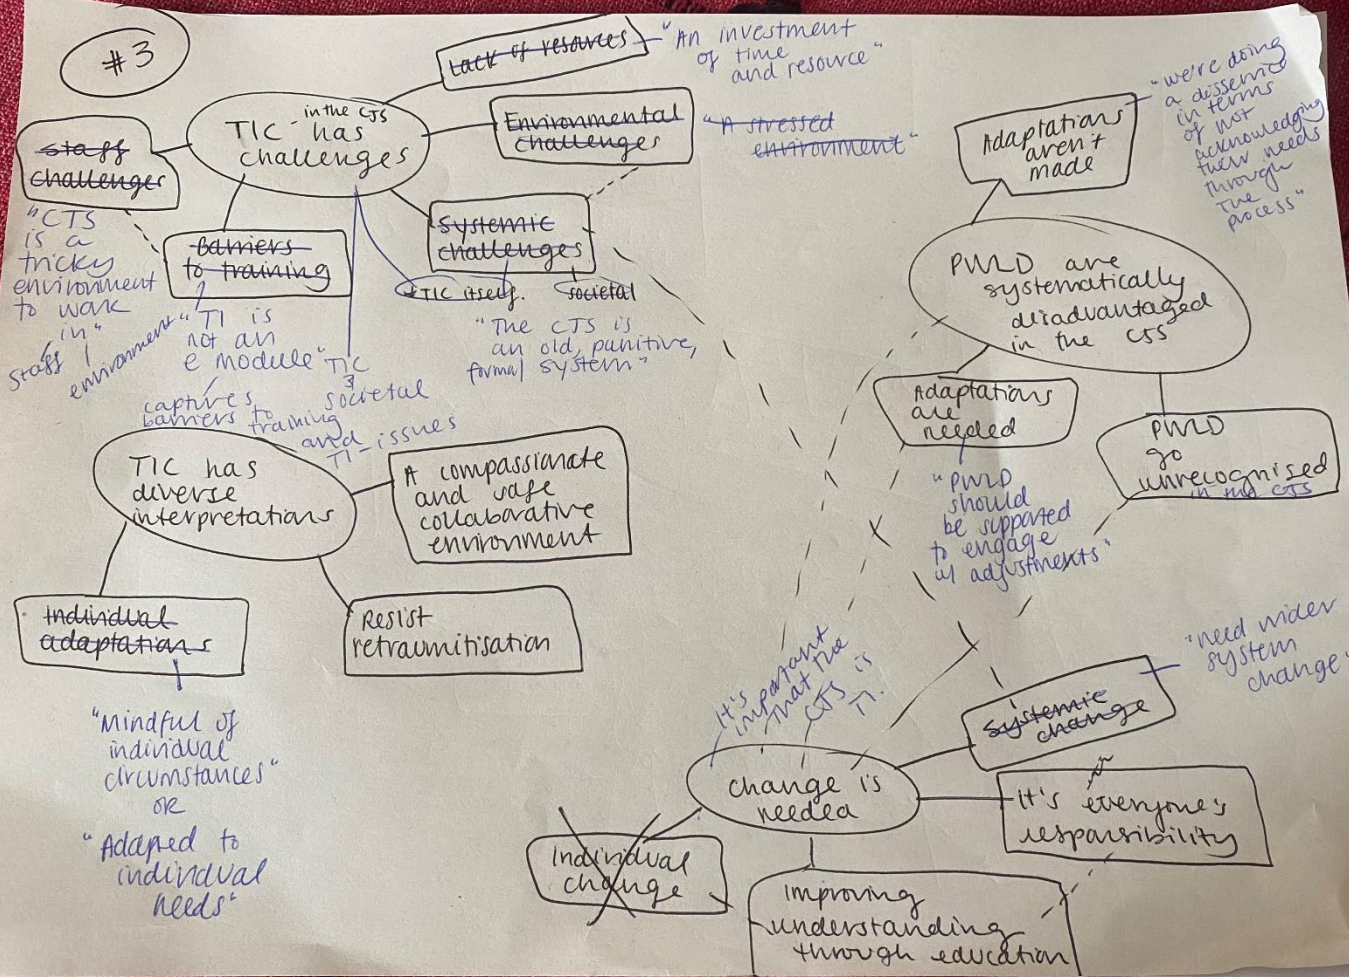 #3
Lack of resources
"An investment
of time
and resource"
in the CJS
TIC has
challenges
Environmental
challenges
"A stressed
environment"
staff
challenges
"CJS
is a
tricky
environment
to work
in"
staff
environment
Barriers
to training
"TI is
not an
e module"
captures
barriers to
training
and
TI-issues
TIC
&
societal
systemic
challenges
TIC itself.
societal
"The CJS is
an old, punitive,
formal system"
Adaptations
aren't
made
"we're doing
a disservice
in terms
of not
acknowledging
their needs
through
the
process"
PWLD are
systematically
disadvantaged
in the CJS
Adaptations
are
needed
"PWLD
should
be supported
to engage
w/ adjustments"
PWLD
go
unrecognised
in the CJS
TIC has
diverse
interpretations
A compassionate
and safe
collaborative
environment
Individual
adaptations
Resist
retraumitisation
"Mindful of
individual
circumstances"
OR
"Adapted to
individual
needs"
It's
important
that the
CJS is
TI.
change is
needed
systemic
change
"need wider
system
change"
It's everyone's
responsibility
Individual
change
improving
understanding
through education